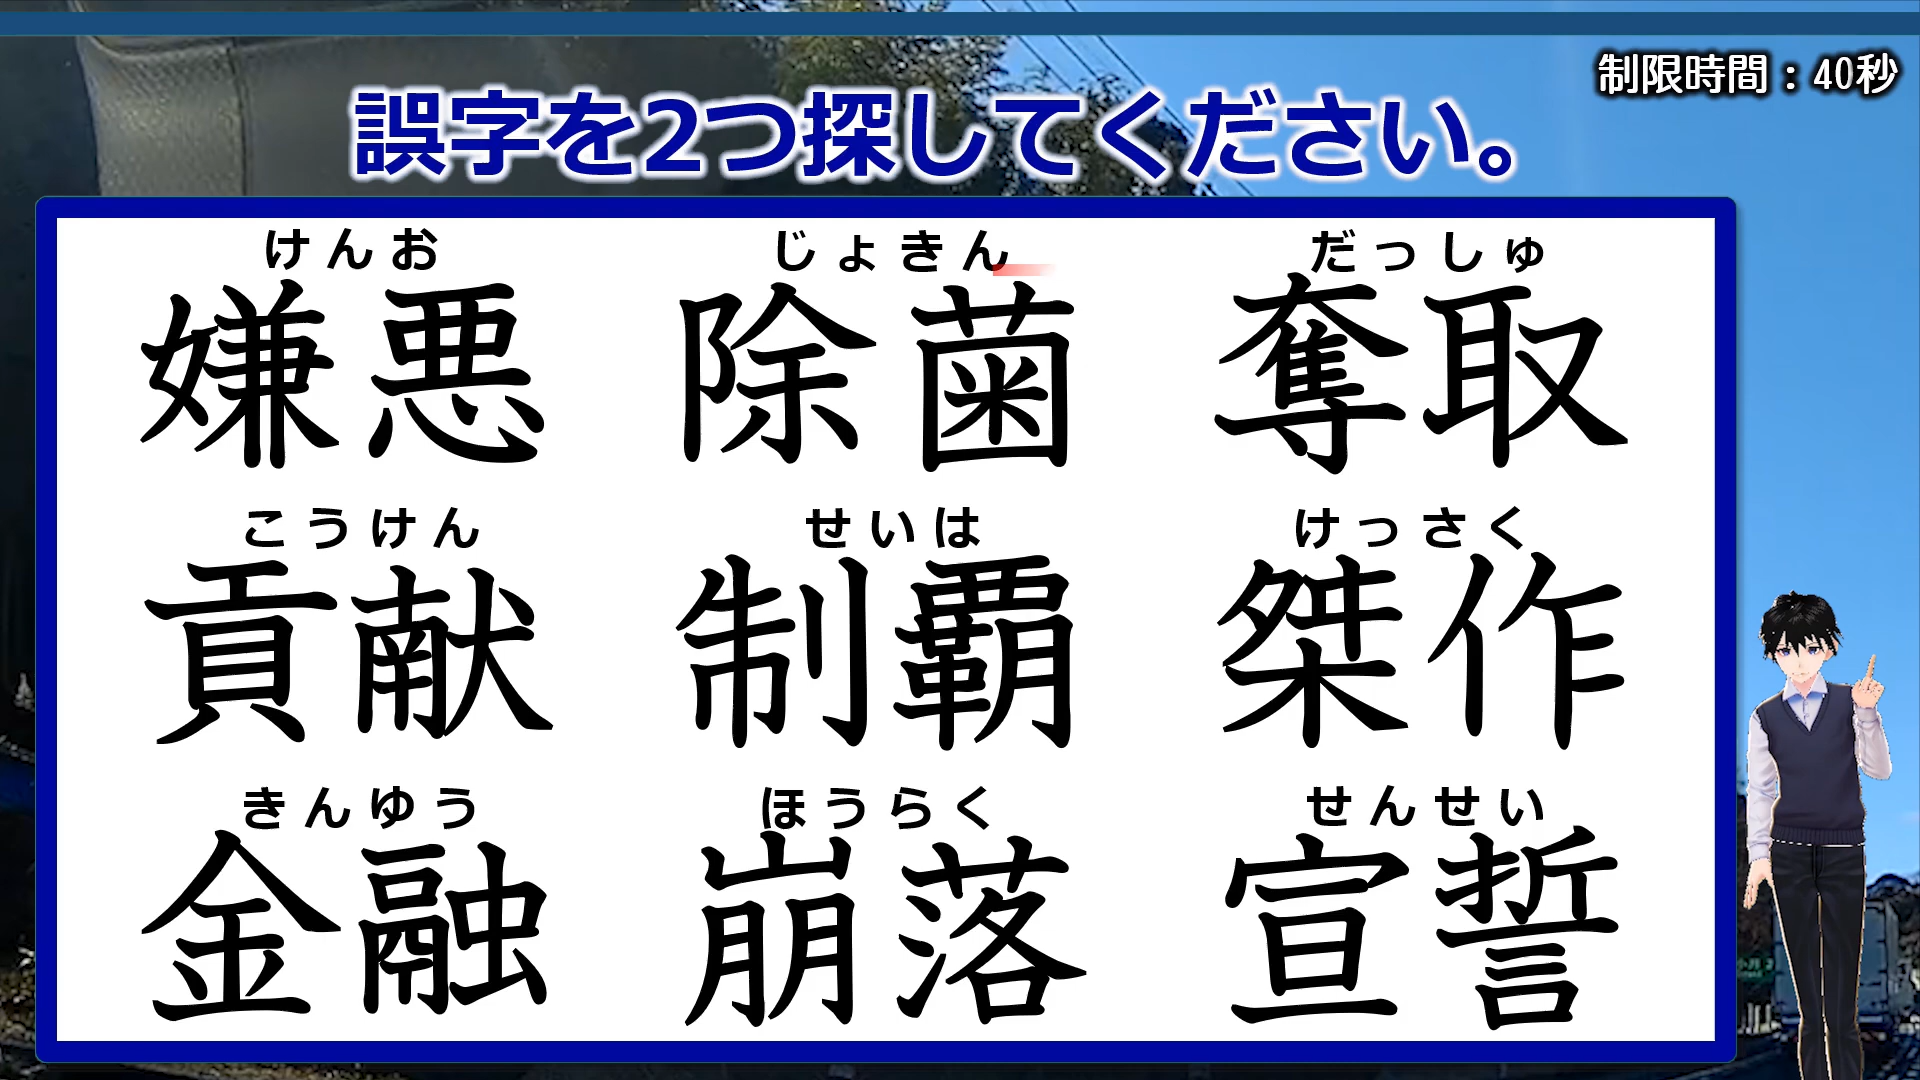 制限時間：40秒
誤字を2つ探してください。
けんお じょきん だっしゅ
嫌悪 除菌 奪取
こうけん せいは けっさく
貢献 制覇 桀作
きんゆう ほうらく せんせい
金融 崩落 宣誓